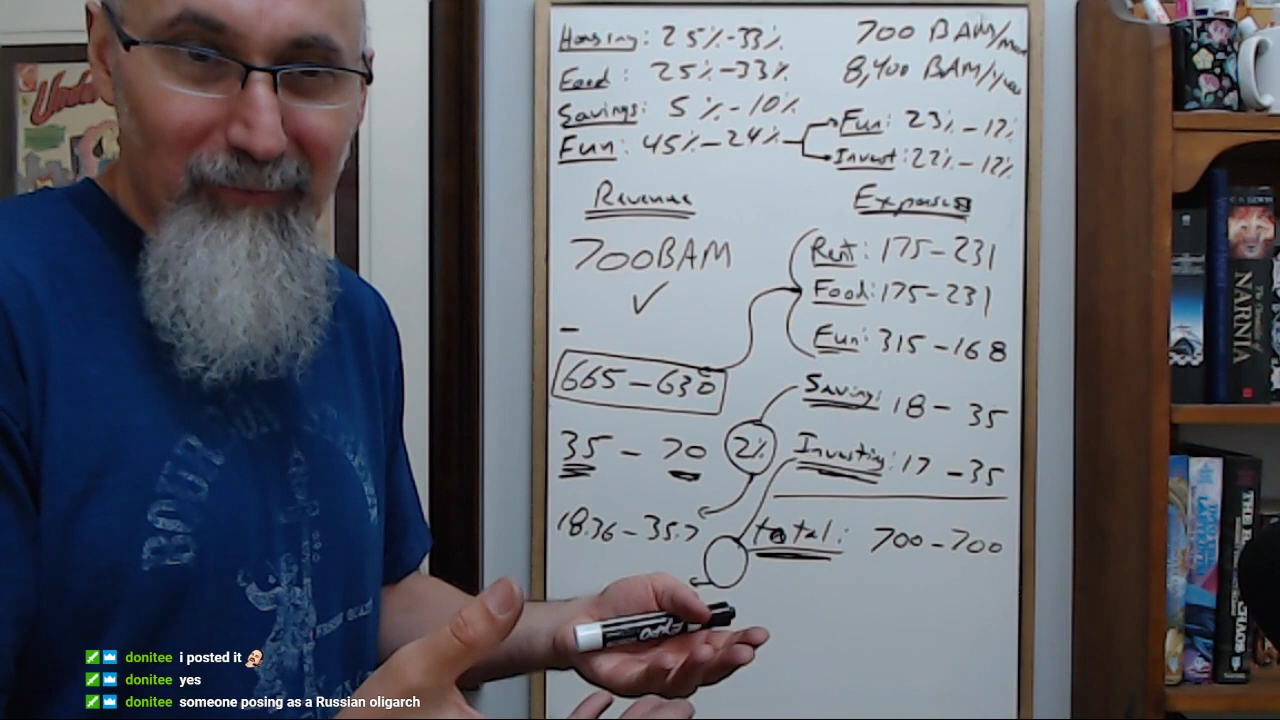 Housing: 25%-33%
Food: 25%-33%
Savings: 5%-10%
Fun: 45%-24%
700 BAM/mon
8,400 BAM/year
Fun: 23%-12%
Invest: 22%-12%
Revenue
700BAM
✓
–
665-630
35 - 70
2%
18.36-35.7
Expenses
Rent: 175-231
Food: 175-231
Fun: 315-168
Savings 18-35
Investing: 17-35
total: 700-700
NARNIA
donitee i posted it
donitee yes
donitee someone posing as a Russian oligarch